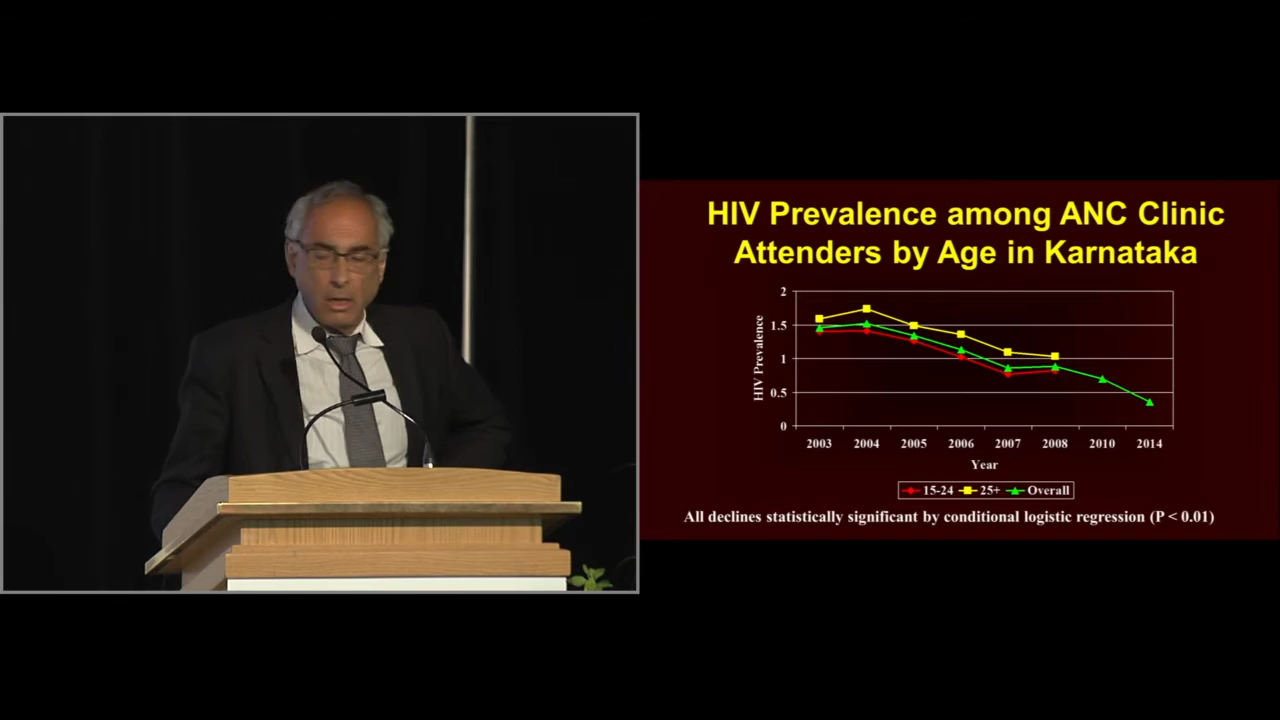 HIV Prevalence among ANC Clinic
Attenders by Age in Karnataka
2
1.5
1
0.5
0
HIV Prevalence
2003 2004 2005 2006 2007 2008 2010 2014
Year
15-24 25+ Overall
All declines statistically significant by conditional logistic regression (P < 0.01)